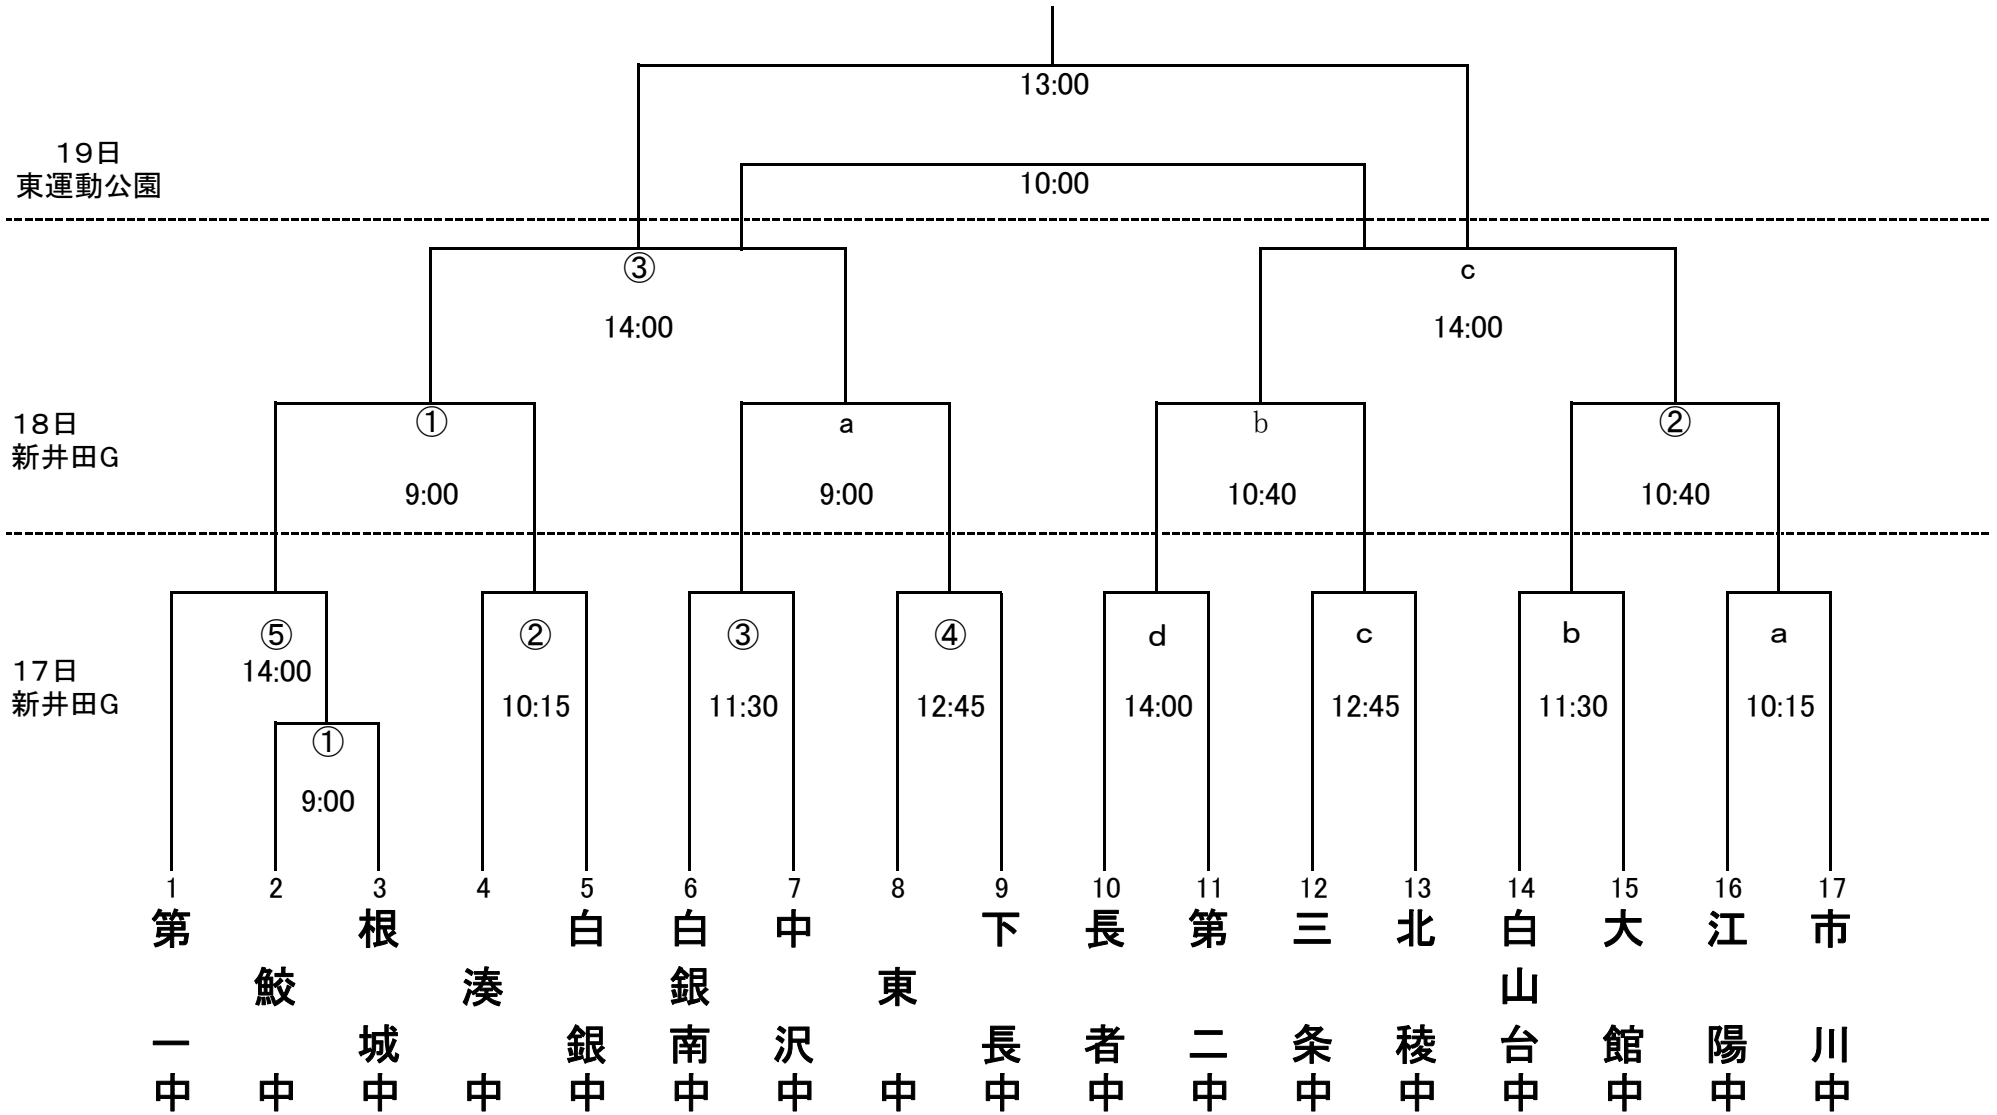 13:00
19日
東運動公園
10:00
③ c
14:00 14:00
18日
新井田G
① a b ②
9:00 9:00 10:40 10:40
⑤ ② ③ ④ d c b a
17日
新井田G
14:00
10:15 11:30 12:45 14:00 12:45 11:30 10:15
①
9:00
1 2 3 4 5 6 7 8 9 10 11 12 13 14 15 16 17
第一中
鮫中
根城中
湊中
白銀中
白銀南中
中沢中
東中
下長中
長者中
第二中
三条中
北稜中
白山台中
大館中
江陽中
市川中